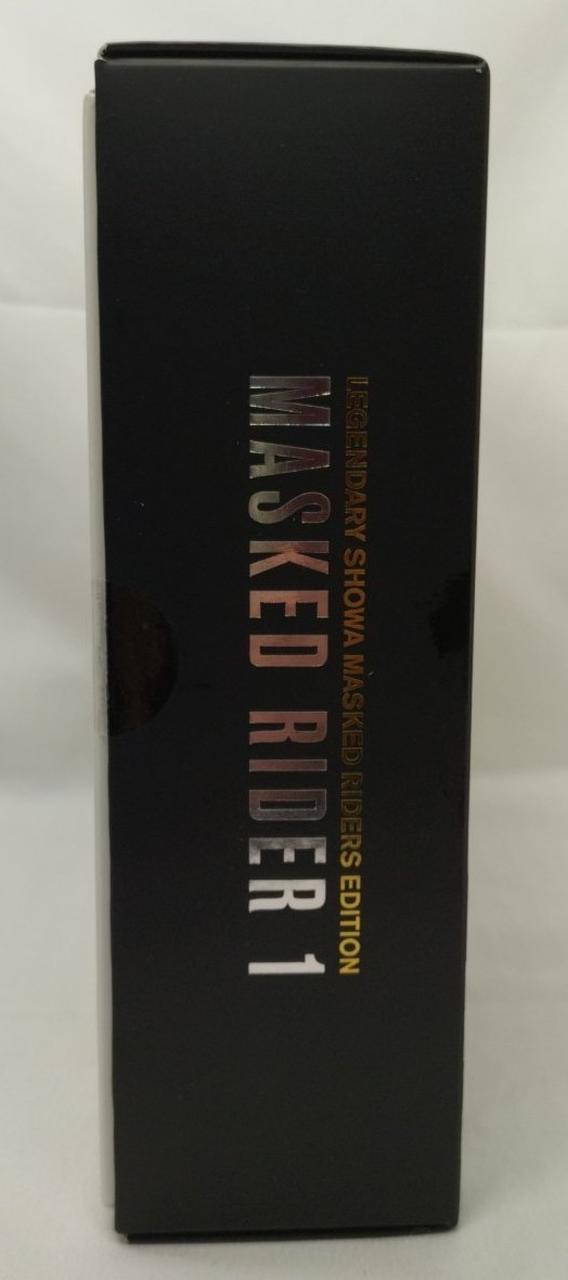 LEGENDARY SHOWA MASKED RIDERS EDITION
MASKED RIDER 1